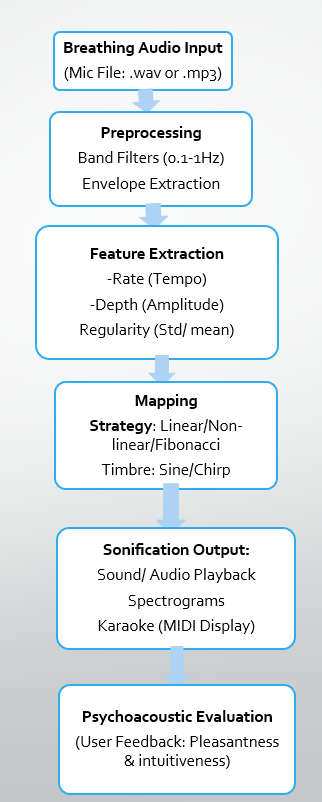 Breathing Audio Input
(Mic File: .wav or .mp3)
Preprocessing
Band Filters (0.1-1Hz)
Envelope Extraction
Feature Extraction
-Rate (Tempo)
-Depth (Amplitude)
Regularity (Std/ mean)
Mapping
Strategy: Linear/Non-
linear/Fibonacci
Timbre: Sine/Chirp
Sonification Output:
Sound/ Audio Playback
Spectrograms
Karaoke (MIDI Display)
Psychoacoustic Evaluation
(User Feedback: Pleasantness
& intuitiveness)